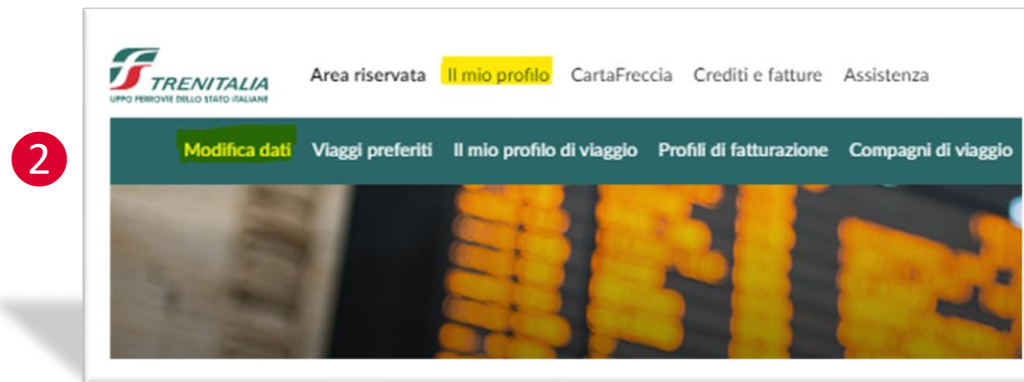 TRENITALIA
UPPO FERROVIE DELLO STATO ITALIANE
Area riservata Il mio profilo CartaFreccia Crediti e fatture Assistenza
2
Modifica dati Viaggi preferiti Il mio profilo di viaggio Profili di fatturazione Compagni di viaggio